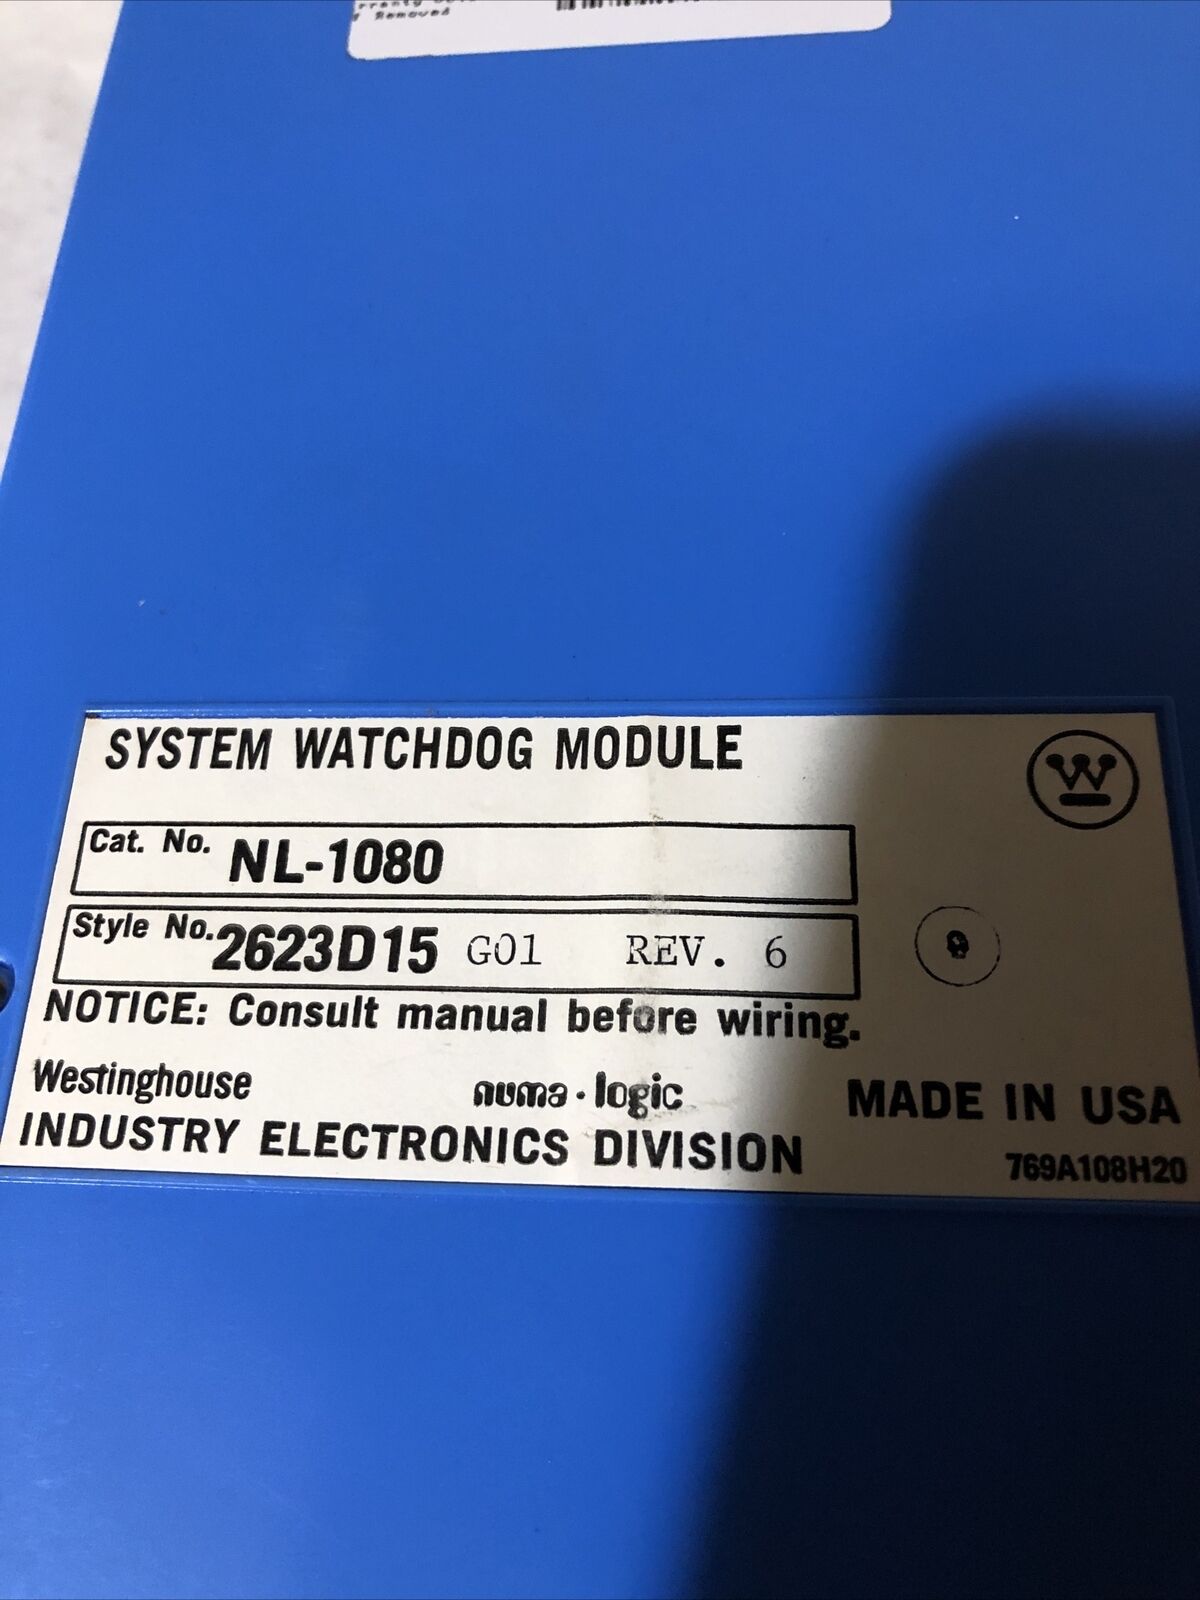 Removed
SYSTEM WATCHDOG MODULE
Cat. No. NL-1080
Style No. 2623D15 G01 REV. 6
NOTICE: Consult manual before wiring.
Westinghouse numa·logic MADE IN USA
INDUSTRY ELECTRONICS DIVISION
769A108H20